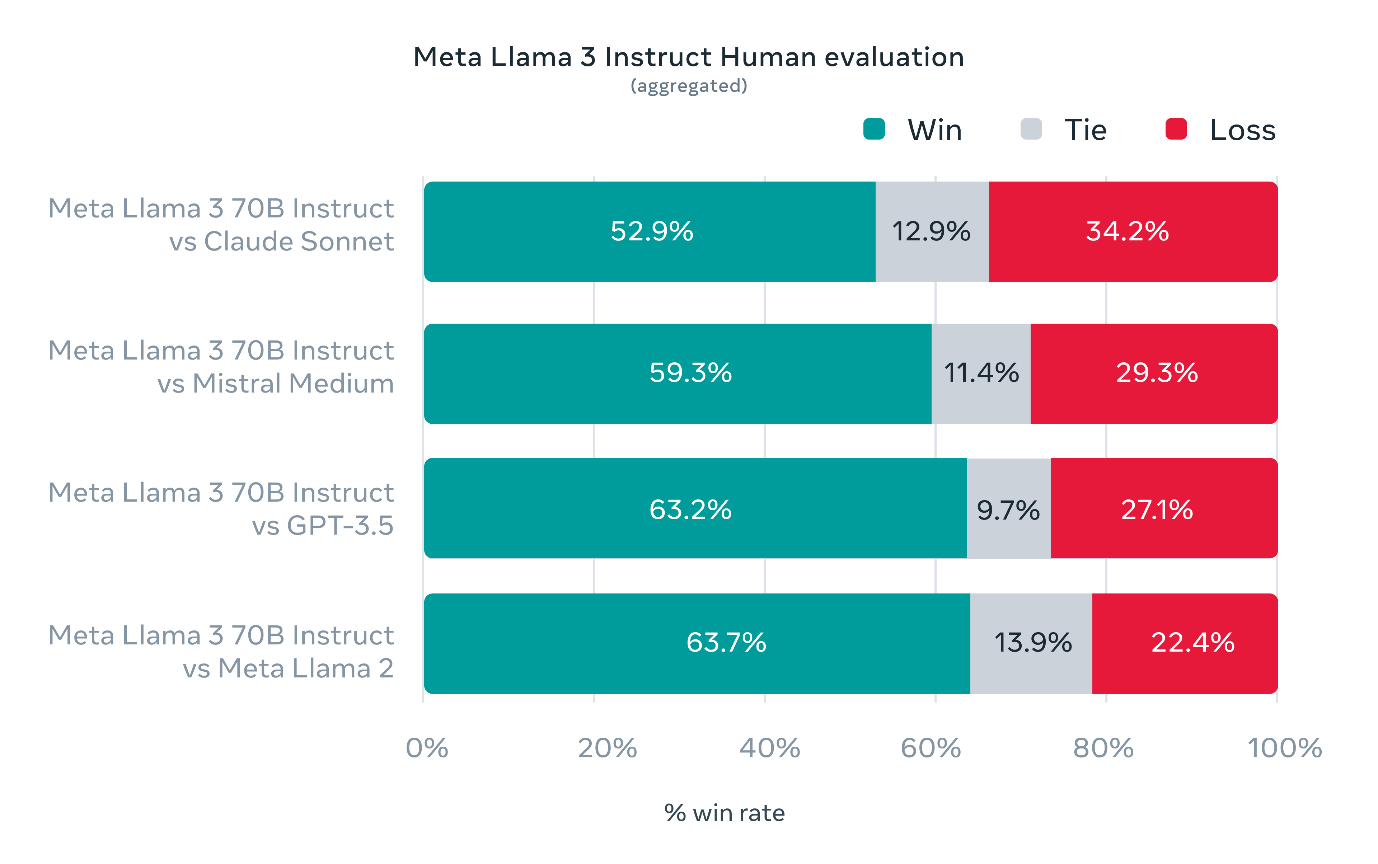 Meta Llama 3 Instruct Human evaluation
(aggregated)
Win Tie Loss
Meta Llama 3 70B Instruct
vs Claude Sonnet
52.9% 12.9% 34.2%
Meta Llama 3 70B Instruct
vs Mistral Medium
59.3% 11.4% 29.3%
Meta Llama 3 70B Instruct
vs GPT-3.5
63.2% 9.7% 27.1%
Meta Llama 3 70B Instruct
vs Meta Llama 2
63.7% 13.9% 22.4%
0% 20% 40% 60% 80% 100%
% win rate